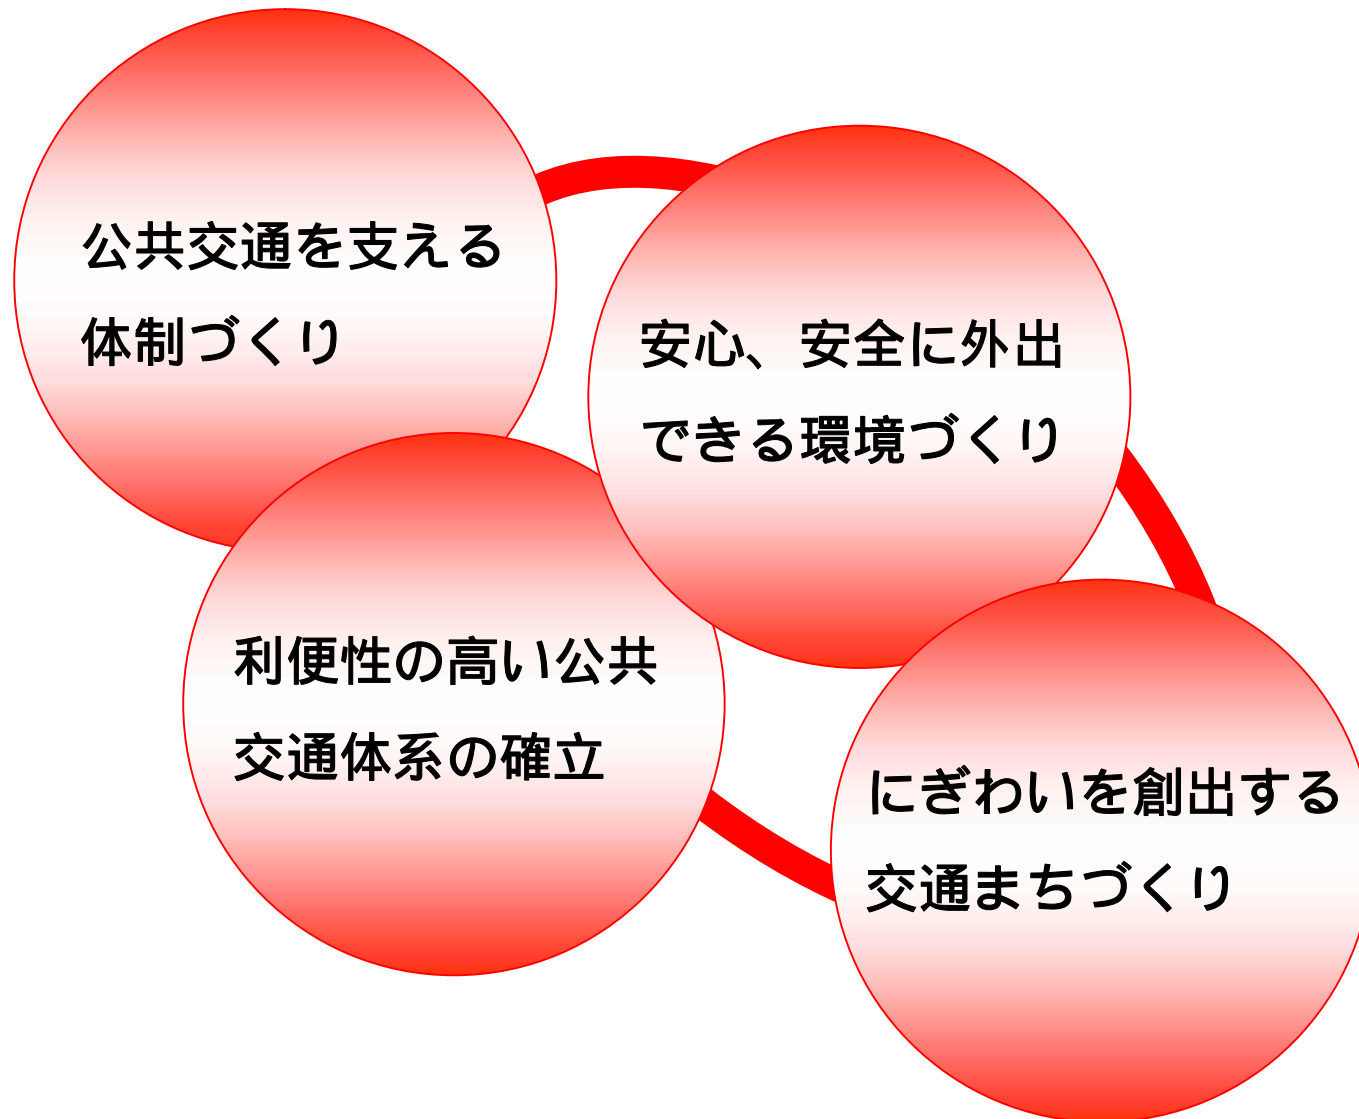 公共交通を支える
体制づくり
安心、安全に外出
できる環境づくり
利便性の高い公共
交通体系の確立
にぎわいを創出する
交通まちづくり